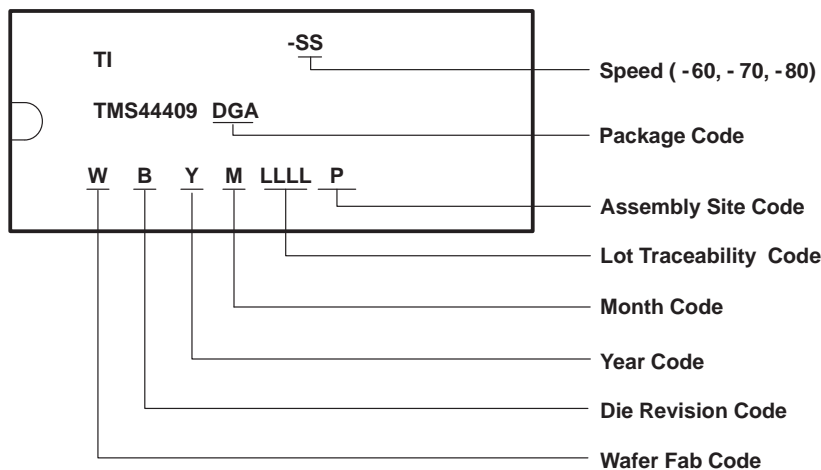 TI -SS
Speed ( -60, - 70, -80)
TMS44409 DGA
Package Code
W B Y M LLLL P
Assembly Site Code
Lot Traceability Code
Month Code
Year Code
Die Revision Code
Wafer Fab Code